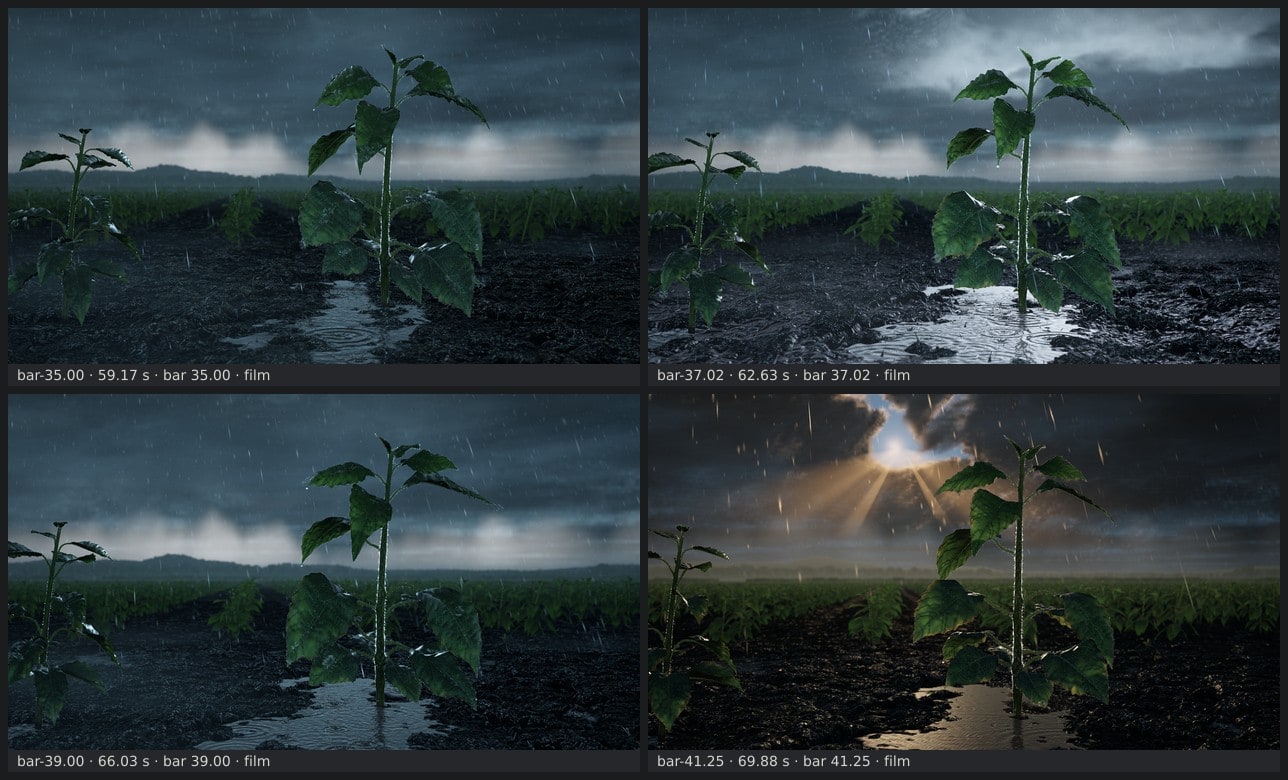 bar-35.00 · 59.17 s · bar 35.00 · film
bar-37.02 · 62.63 s · bar 37.02 · film
bar-39.00 · 66.03 s · bar 39.00 · film
bar-41.25 · 69.88 s · bar 41.25 · film